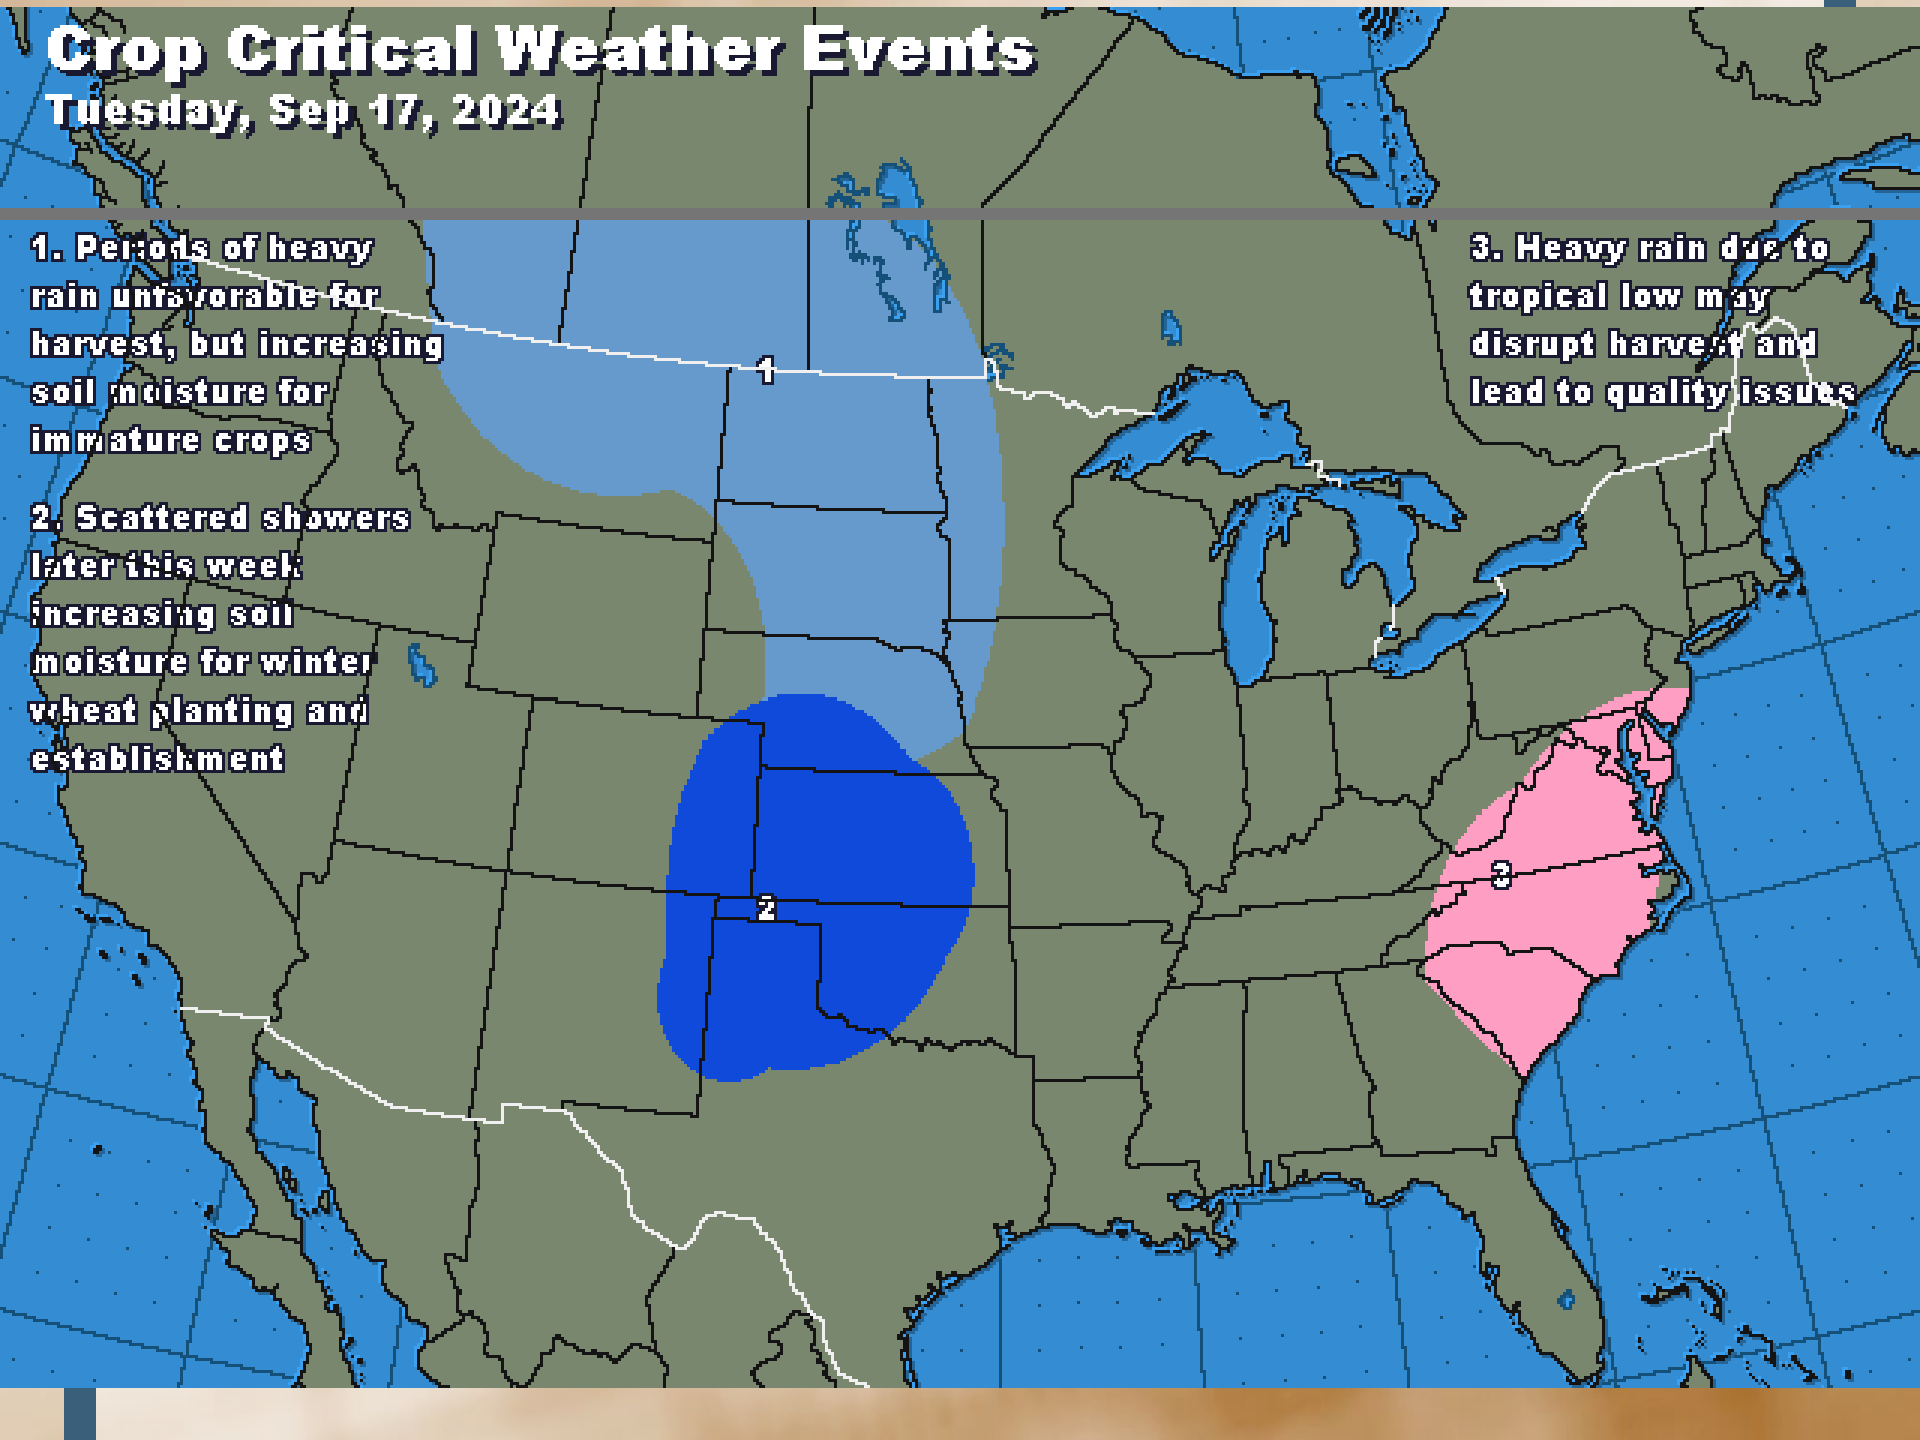 Crop Critical Weather Events
Tuesday, Sep 17, 2024
1. Periods of heavy
rain unfavorable for
harvest, but increasing
soil moisture for
immature crops
2. Scattered showers
later this week
increasing soil
moisture for winter
wheat planting and
establishment
3. Heavy rain due to
tropical low may
disrupt harvest and
lead to quality issues
1
2
3